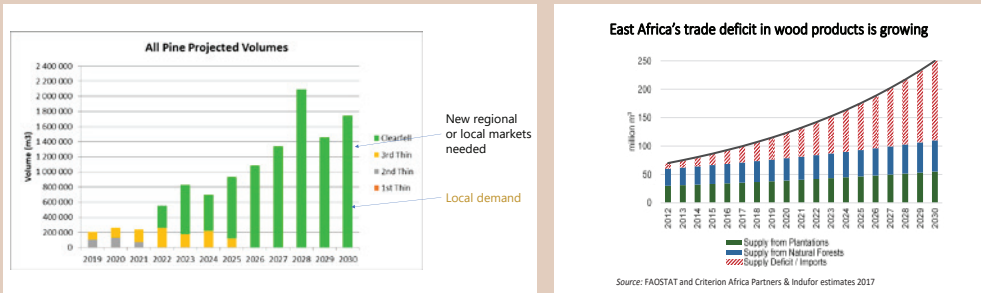 All Pine Projected Volumes
Volume (m3)
2 400 000
2 200 000
2 000 000
1 800 000
1 600 000
1 400 000
1 200 000
1 000 000
800 000
600 000
400 000
200 000
0
2019 2020 2021 2022 2023 2024 2025 2026 2027 2028 2029 2030
Clearfell
3rd Thin
2nd Thin
1st Thin
New regional
or local markets
needed
Local demand
East Africa's trade deficit in wood products is growing
million m³
250
200
150
100
50
0
2012 2013 2014 2015 2016 2017 2018 2019 2020 2021 2022 2023 2024 2025 2026 2027 2028 2029 2030
Supply from Plantations
Supply from Natural Forests
Supply Deficit / Imports
Source: FAOSTAT and Criterion Africa Partners & Indufor estimates 2017